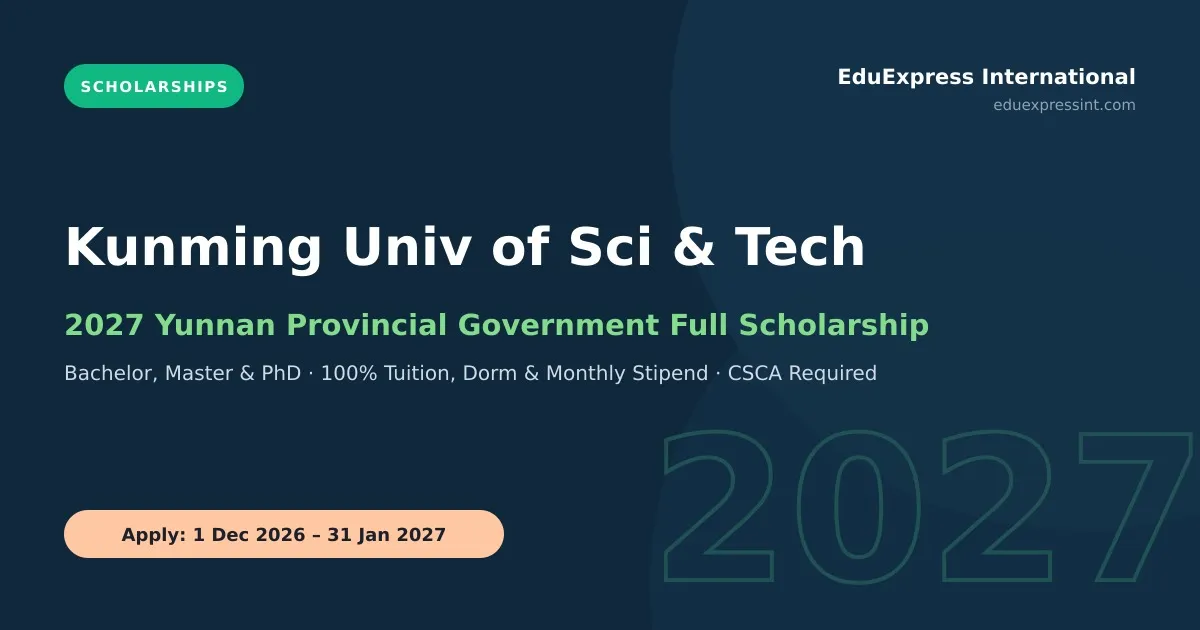 SCHOLARSHIPS
EduExpress International
eduexpressint.com
Kunming Univ of Sci & Tech
2027 Yunnan Provincial Government Full Scholarship
Bachelor, Master & PhD · 100% Tuition, Dorm & Monthly Stipend · CSCA Required
2027
Apply: 1 Dec 2026 – 31 Jan 2027